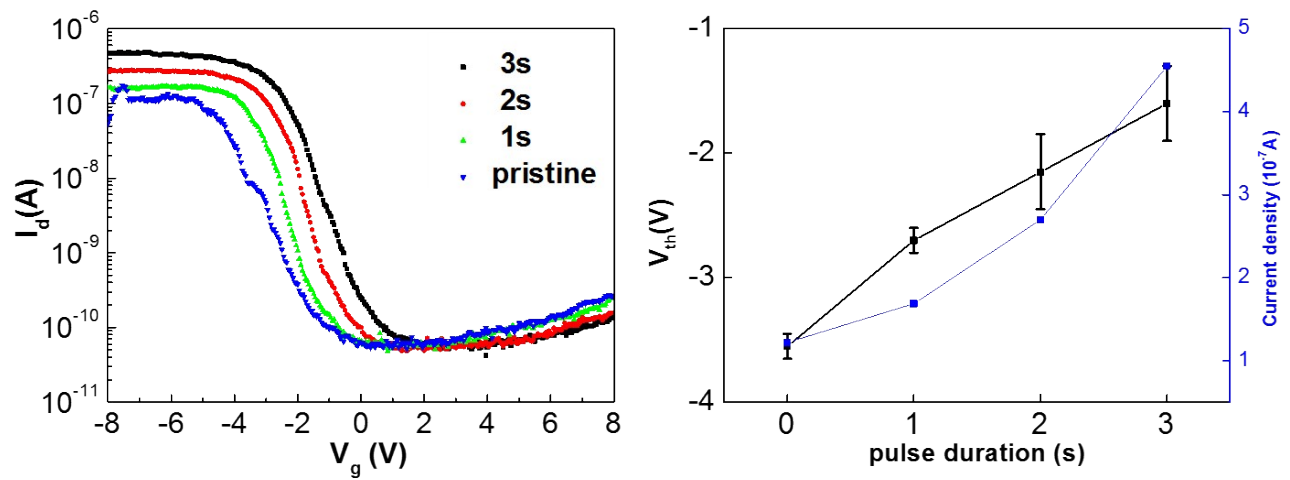 10⁻⁶
10⁻⁷
10⁻⁸
10⁻⁹
10⁻¹⁰
10⁻¹¹
I_d(A)
-8 -6 -4 -2 0 2 4 6 8
V_g (V)
3s
2s
1s
pristine
-1
-2
-3
-4
V_th(V)
0 1 2 3
pulse duration (s)
5
4
3
2
1
Current density (10⁻⁷A)